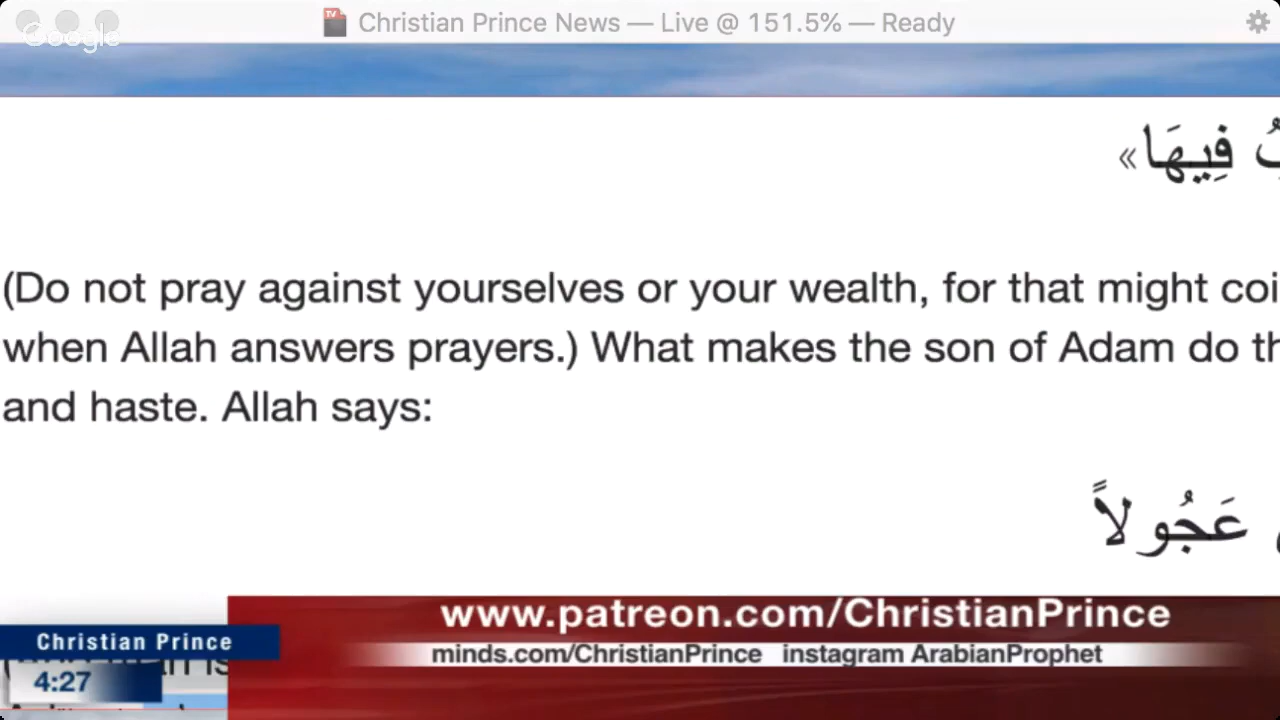 Christian Prince News — Live @ 151.5% — Ready
Google
فِيهَا»
(Do not pray against yourselves or your wealth, for that might coi
when Allah answers prayers.) What makes the son of Adam do th
and haste. Allah says:
عَجُولاً
www.patreon.com/ChristianPrince
Christian Prince
minds.com/ChristianPrince instagram ArabianProphet
4:27